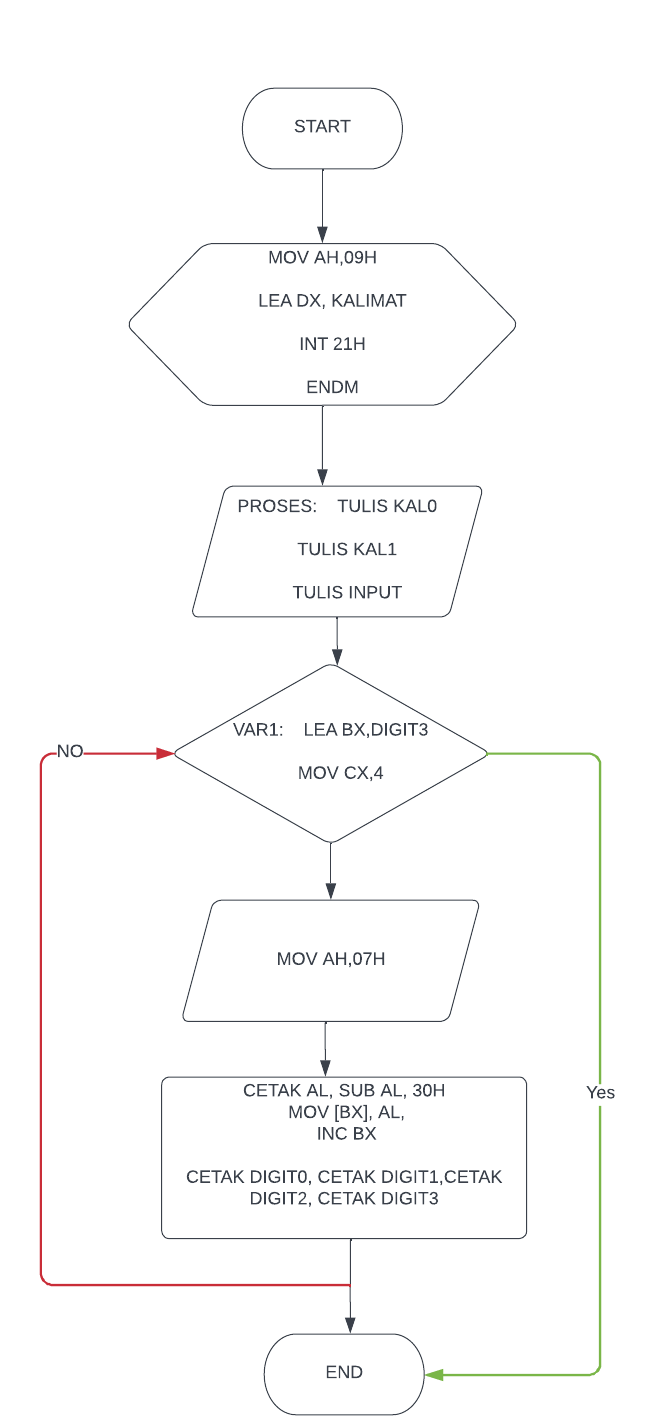 START
MOV AH,09H
LEA DX, KALIMAT
INT 21H
ENDM
PROSES: TULIS KAL0
TULIS KAL1
TULIS INPUT
VAR1: LEA BX,DIGIT3
MOV CX,4
NO
MOV AH,07H
CETAK AL, SUB AL, 30H
MOV [BX], AL,
INC BX
CETAK DIGIT0, CETAK DIGIT1,CETAK
DIGIT2, CETAK DIGIT3
Yes
END